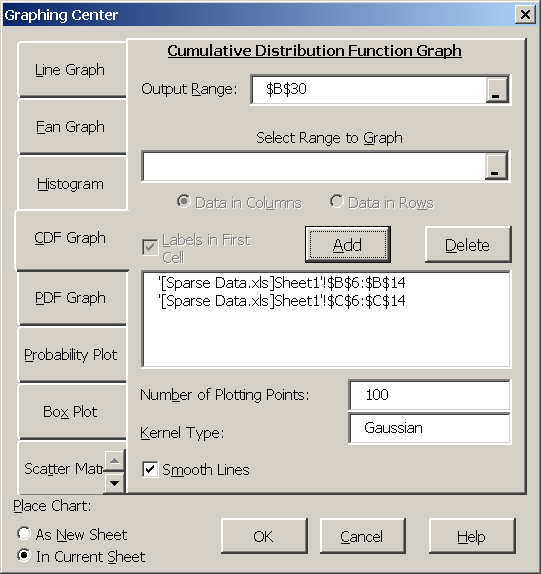 Graphing Center
Line Graph
Fan Graph
Histogram
CDF Graph
PDF Graph
Probability Plot
Box Plot
Scatter Matr
Cumulative Distribution Function Graph
Output Range: $B$30
Select Range to Graph
Data in Columns Data in Rows
Labels in First
Cell
Add Delete
'[Sparse Data.xls]Sheet1'!$B$6:$B$14
'[Sparse Data.xls]Sheet1'!$C$6:$C$14
Number of Plotting Points: 100
Kernel Type: Gaussian
Smooth Lines
Place Chart:
As New Sheet
In Current Sheet
OK Cancel Help